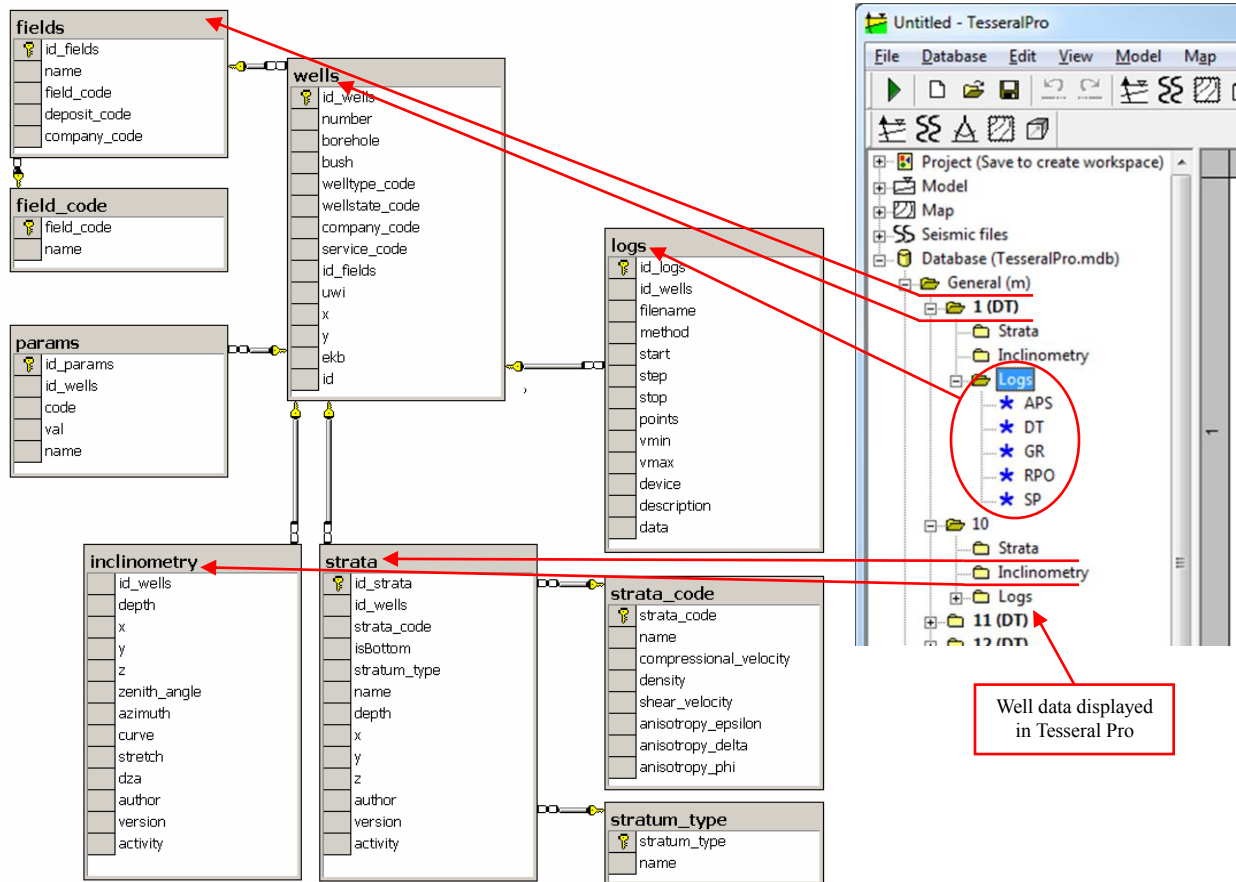 fields
id_fields
name
field_code
deposit_code
company_code
field_code
field_code
name
params
id_params
id_wells
code
val
name
wells
id_wells
number
borehole
bush
welltype_code
wellstate_code
company_code
service_code
id_fields
uwi
x
y
ekb
id
logs
id_logs
id_wells
filename
method
start
step
stop
points
vmin
vmax
device
description
data
inclinometry
id_wells
depth
x
y
z
zenith_angle
azimuth
curve
stretch
dza
author
version
activity
strata
id_strata
id_wells
strata_code
isBottom
stratum_type
name
depth
x
y
z
author
version
activity
strata_code
strata_code
name
compressional_velocity
density
shear_velocity
anisotropy_epsilon
anisotropy_delta
anisotropy_phi
stratum_type
stratum_type
name
Untitled - TesseralPro
File Database Edit View Model Map
Project (Save to create workspace)
Model
Map
Seismic files
Database (TesseralPro.mdb)
General (m)
1 (DT)
Strata
Inclinometry
Logs
APS
DT
GR
RPO
SP
10
Strata
Inclinometry
Logs
11 (DT)
12 (DT)
1
Well data displayed
in Tesseral Pro